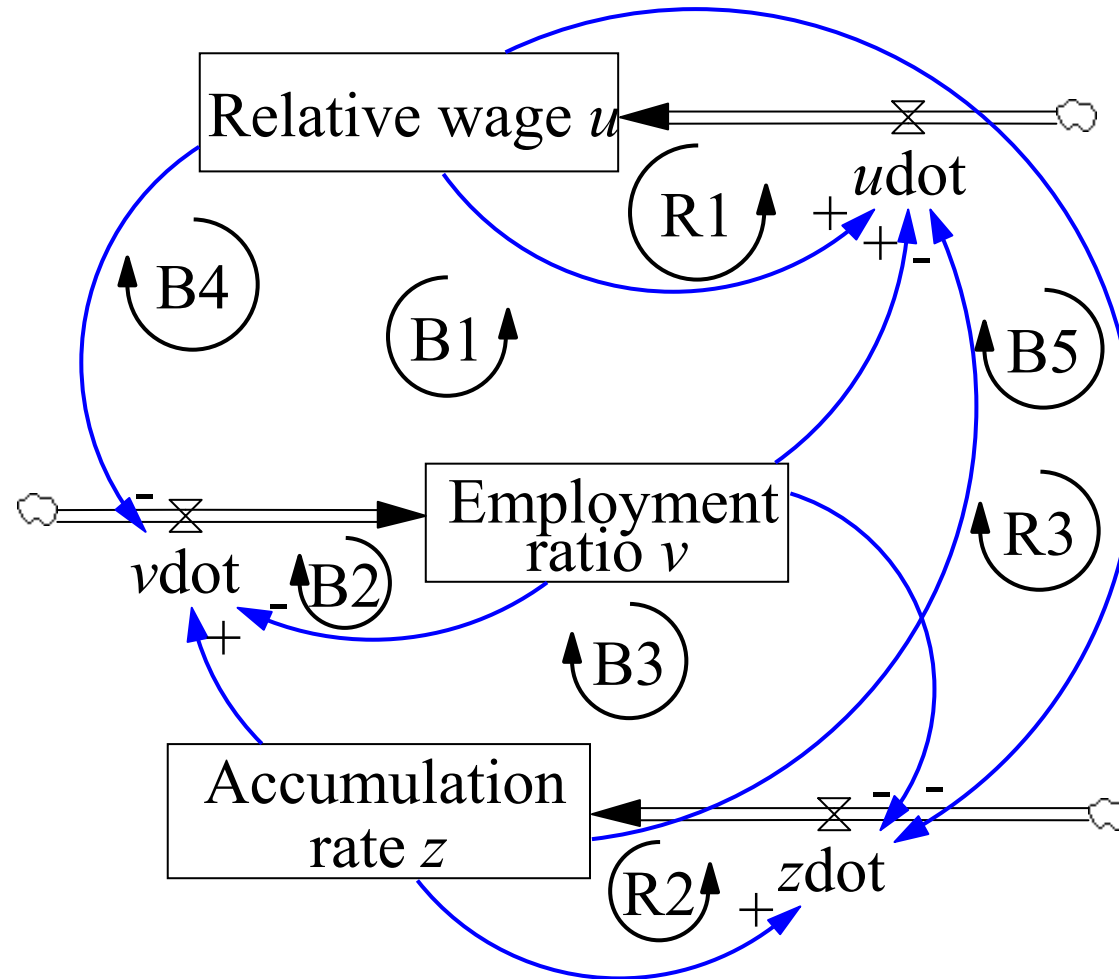 Relative wage u
udot
+
+
-
R1
B4
B1
B5
-
Employment
ratio v
R3
vdot
-
B2
+
B3
Accumulation
rate z
-
-
zdot
R2
+